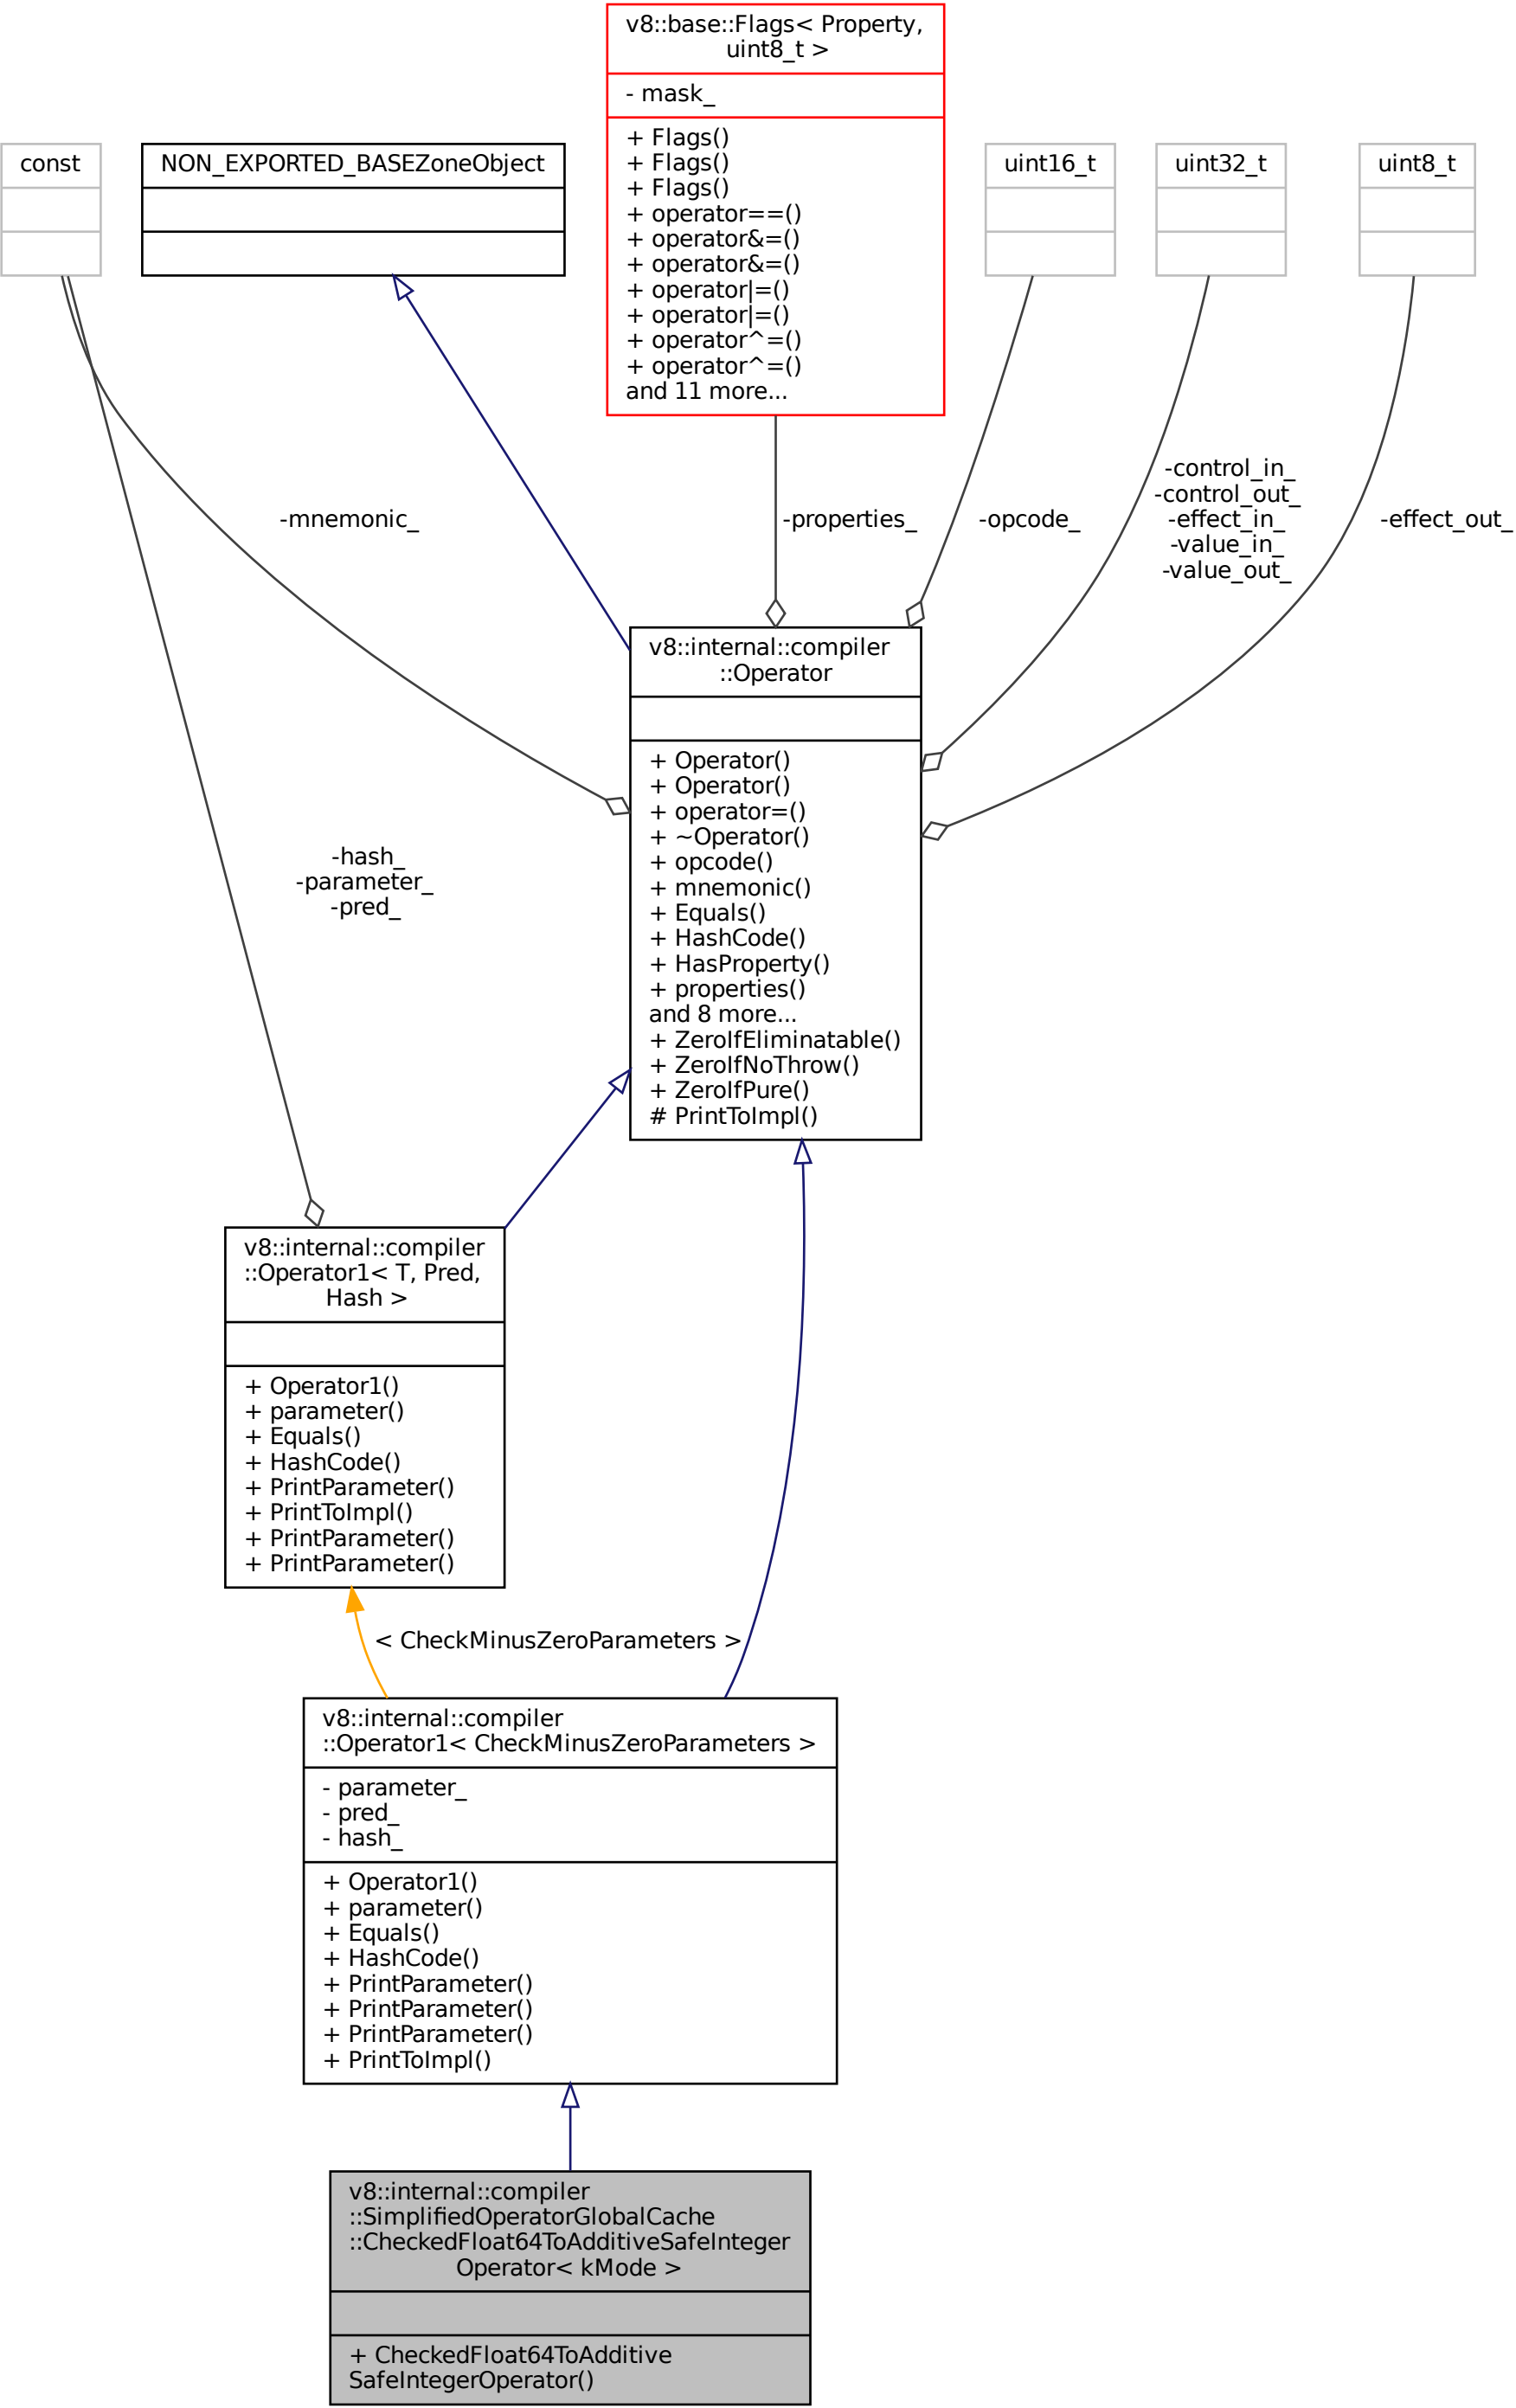 v8::base::Flags< Property,
uint8_t >
- mask_
+ Flags()
+ Flags()
+ Flags()
+ operator==()
+ operator&=()
+ operator&=()
+ operator|=()
+ operator|=()
+ operator^=()
+ operator^=()
and 11 more...
const
NON_EXPORTED_BASEZoneObject
uint16_t
uint32_t
uint8_t
-mnemonic_
-properties_
-opcode_
-control_in_
-control_out_
-effect_in_
-value_in_
-value_out_
-effect_out_
v8::internal::compiler
::Operator
+ Operator()
+ Operator()
+ operator=()
+ ~Operator()
+ opcode()
+ mnemonic()
+ Equals()
+ HashCode()
+ HasProperty()
+ properties()
and 8 more...
+ ZeroIfEliminatable()
+ ZeroIfNoThrow()
+ ZeroIfPure()
# PrintToImpl()
-hash_
-parameter_
-pred_
v8::internal::compiler
::Operator1< T, Pred,
Hash >
+ Operator1()
+ parameter()
+ Equals()
+ HashCode()
+ PrintParameter()
+ PrintToImpl()
+ PrintParameter()
+ PrintParameter()
< CheckMinusZeroParameters >
v8::internal::compiler
::Operator1< CheckMinusZeroParameters >
- parameter_
- pred_
- hash_
+ Operator1()
+ parameter()
+ Equals()
+ HashCode()
+ PrintParameter()
+ PrintParameter()
+ PrintParameter()
+ PrintToImpl()
v8::internal::compiler
::SimplifiedOperatorGlobalCache
::CheckedFloat64ToAdditiveSafeInteger
Operator< kMode >
+ CheckedFloat64ToAdditive
SafeIntegerOperator()